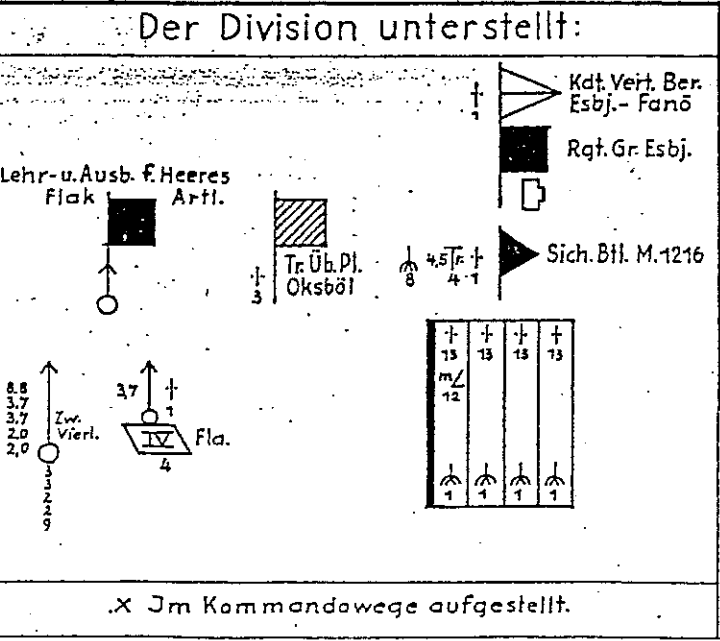 Der Division unterstellt:
1
Kdt. Vert. Ber.
Esbj.- Fanö
Rgt. Gr. Esbj.
Lehr- u. Ausb. f. Heeres
Flak Artl.
3
Tr. Üb. Pl.
Oksböl
8
4,5 Tr.
4 1
Sich. Btl. M. 1216
13 13 13 13
m/
12
1 1 1 1
8.8
3.7
3.7 Zw.
2.0 Vierl.
2,0
3
3
2
2
9
3,7
1
IV Fla.
4
.X Im Kommandowege aufgestellt.